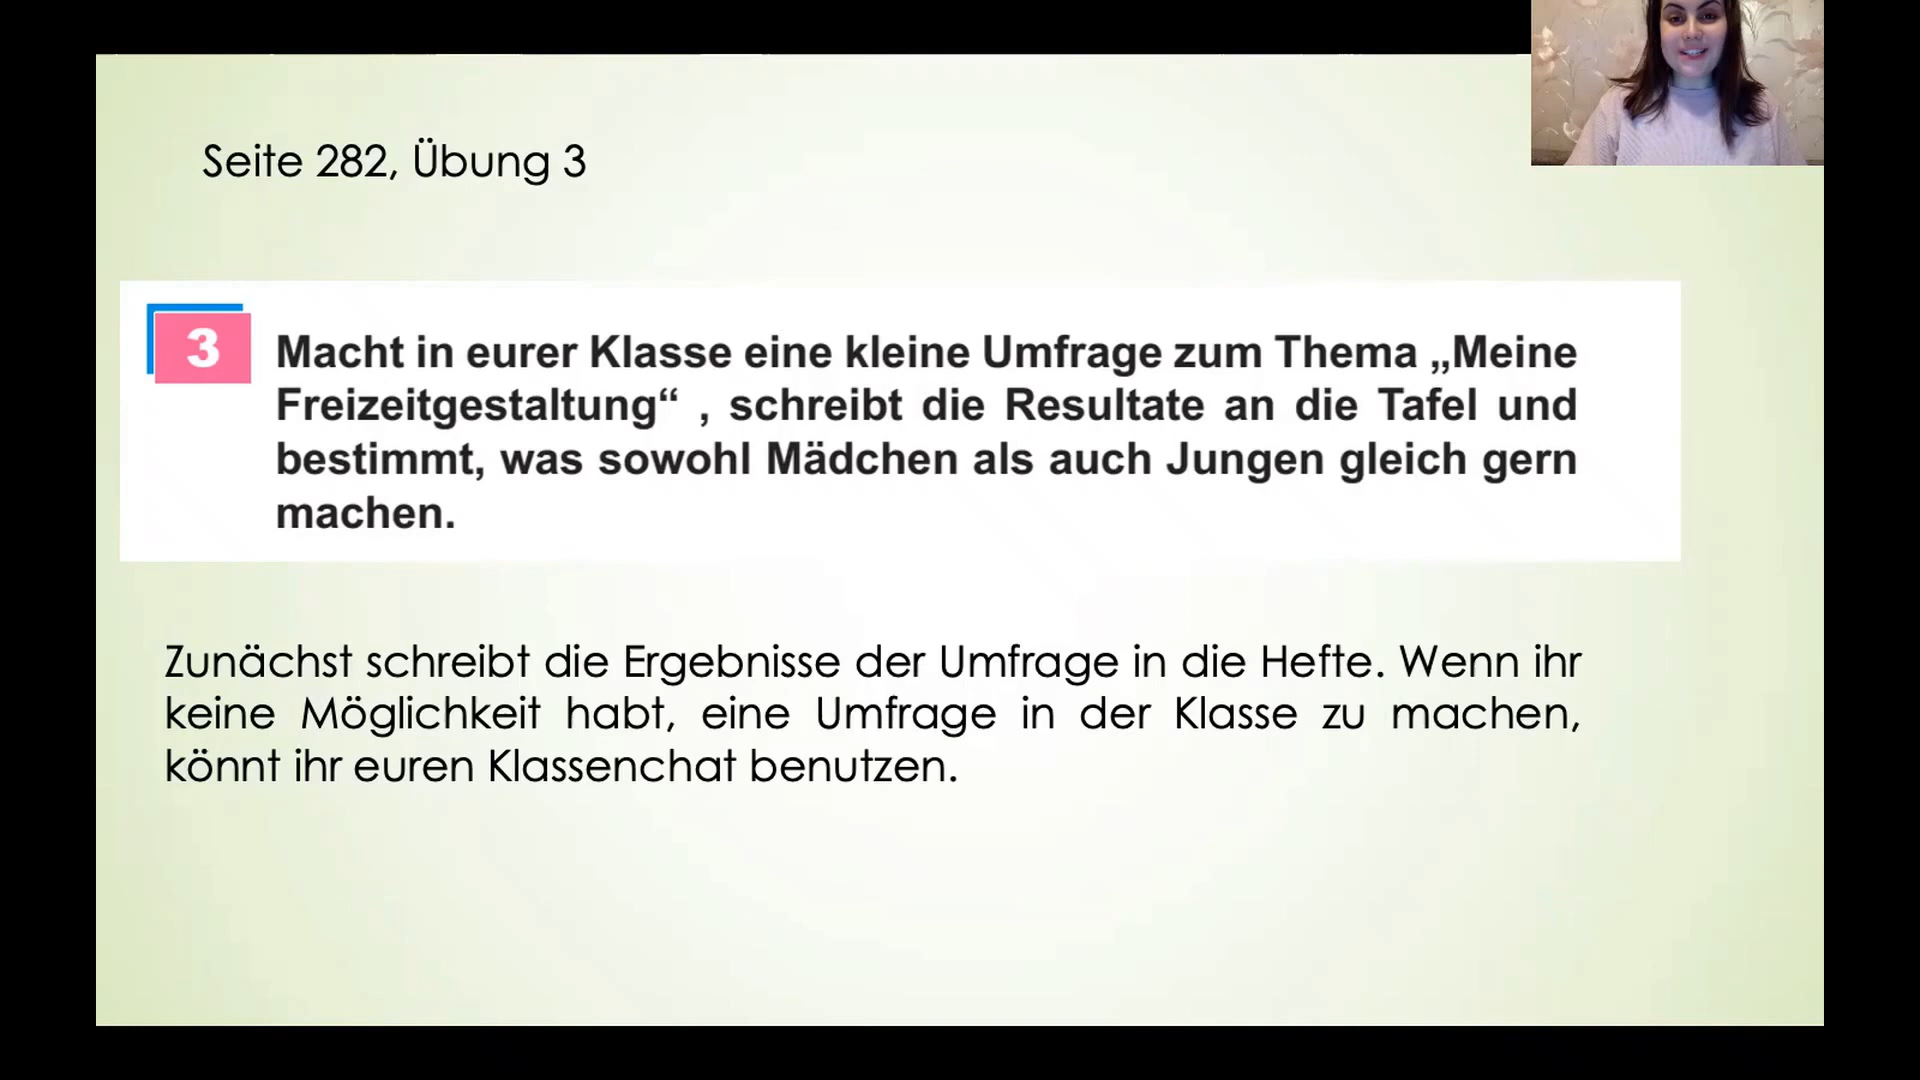 Seite 282, Übung 3
3
Macht in eurer Klasse eine kleine Umfrage zum Thema „Meine
Freizeitgestaltung“ , schreibt die Resultate an die Tafel und
bestimmt, was sowohl Mädchen als auch Jungen gleich gern
machen.
Zunächst schreibt die Ergebnisse der Umfrage in die Hefte. Wenn ihr
keine Möglichkeit habt, eine Umfrage in der Klasse zu machen,
könnt ihr euren Klassenchat benutzen.